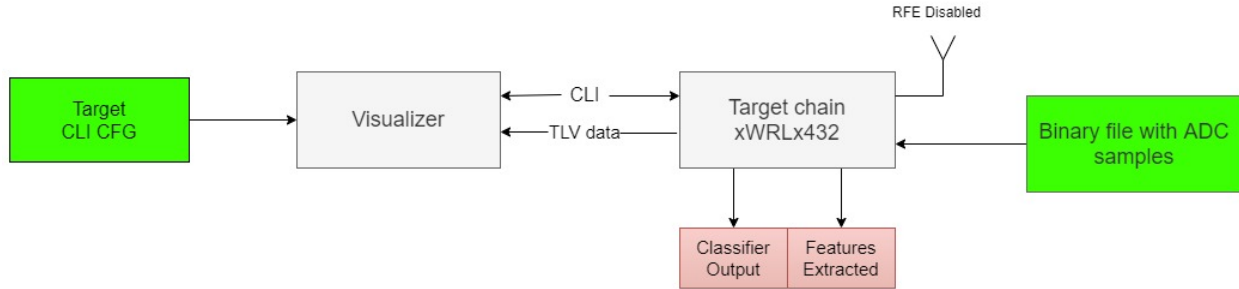 RFE Disabled
Target
CLI CFG
Visualizer
CLI
TLV data
Target chain
xWRLx432
Binary file with ADC
samples
Classifier
Output
Features
Extracted